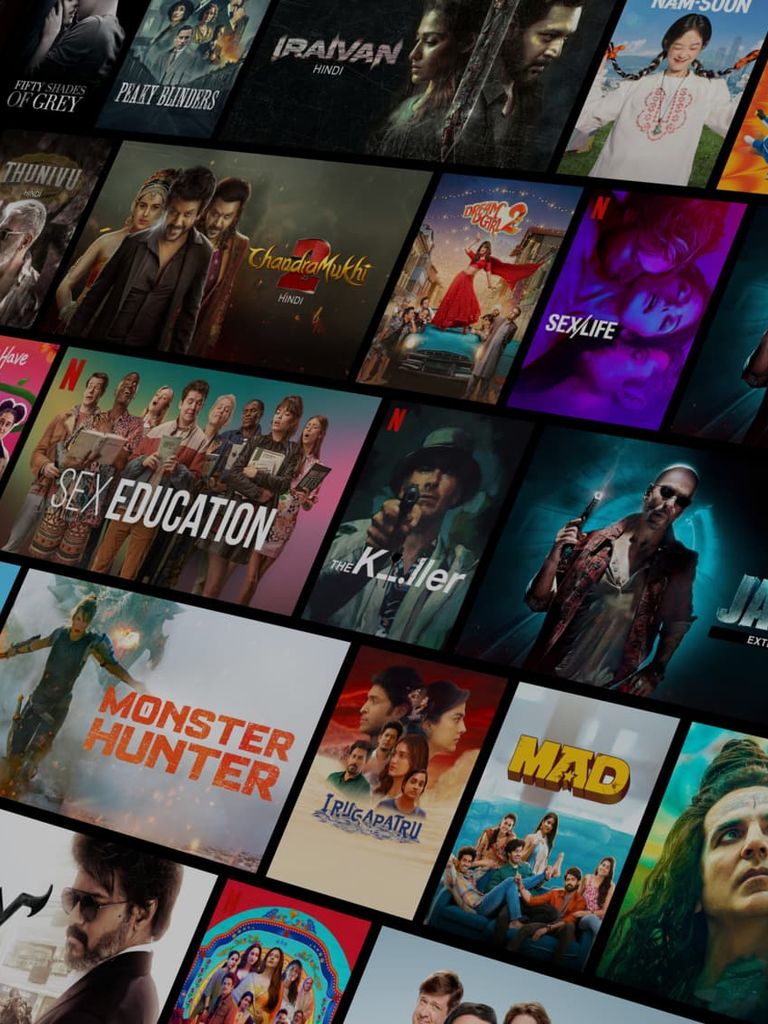 FIFTY SHADES
OF GREY
PEAKY BLINDERS
IRAIVAN
HINDI
NAM-SOON
THUNIVU
HINDI
ChandraMukhi
2
HINDI
DREAM
GIRL 2
N
SEX/LIFE
Have
N
SEX EDUCATION
N
THE K_ller
JA
EXT
MONSTER
HUNTER
IRUGAPATRU
MAD